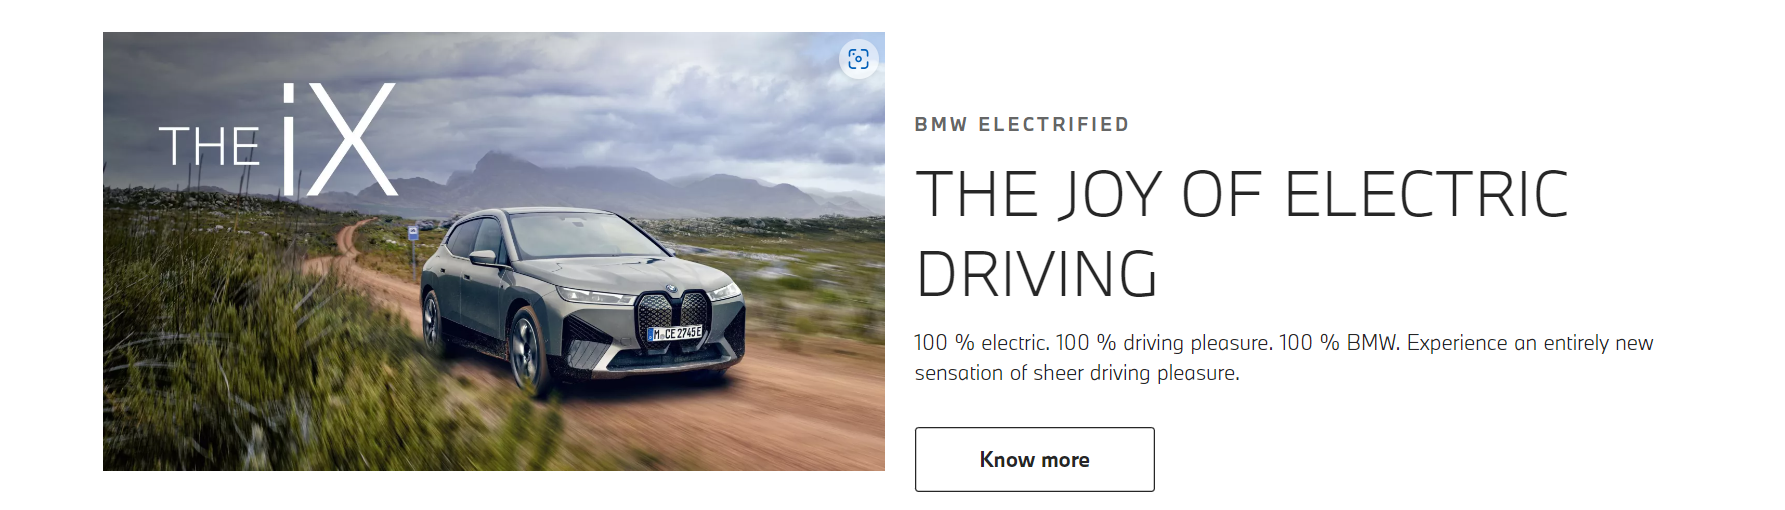 THE iX
M CE 2745E
BMW ELECTRIFIED
THE JOY OF ELECTRIC
DRIVING
100 % electric. 100 % driving pleasure. 100 % BMW. Experience an entirely new
sensation of sheer driving pleasure.
Know more